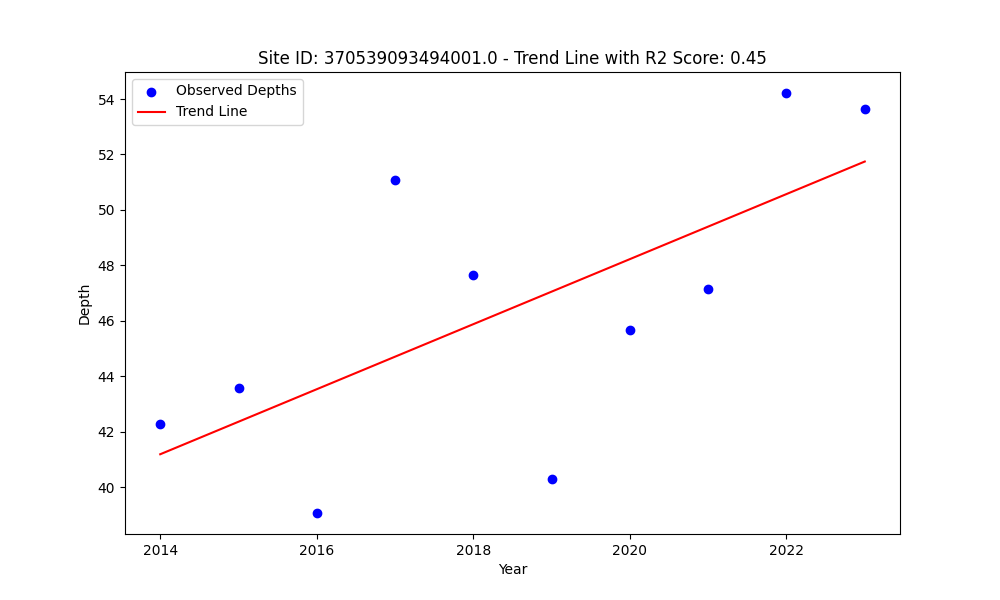 Site ID: 370539093494001.0 - Trend Line with R2 Score: 0.45
Observed Depths
Trend Line
Depth
54
52
50
48
46
44
42
40
2014 2016 2018 2020 2022
Year